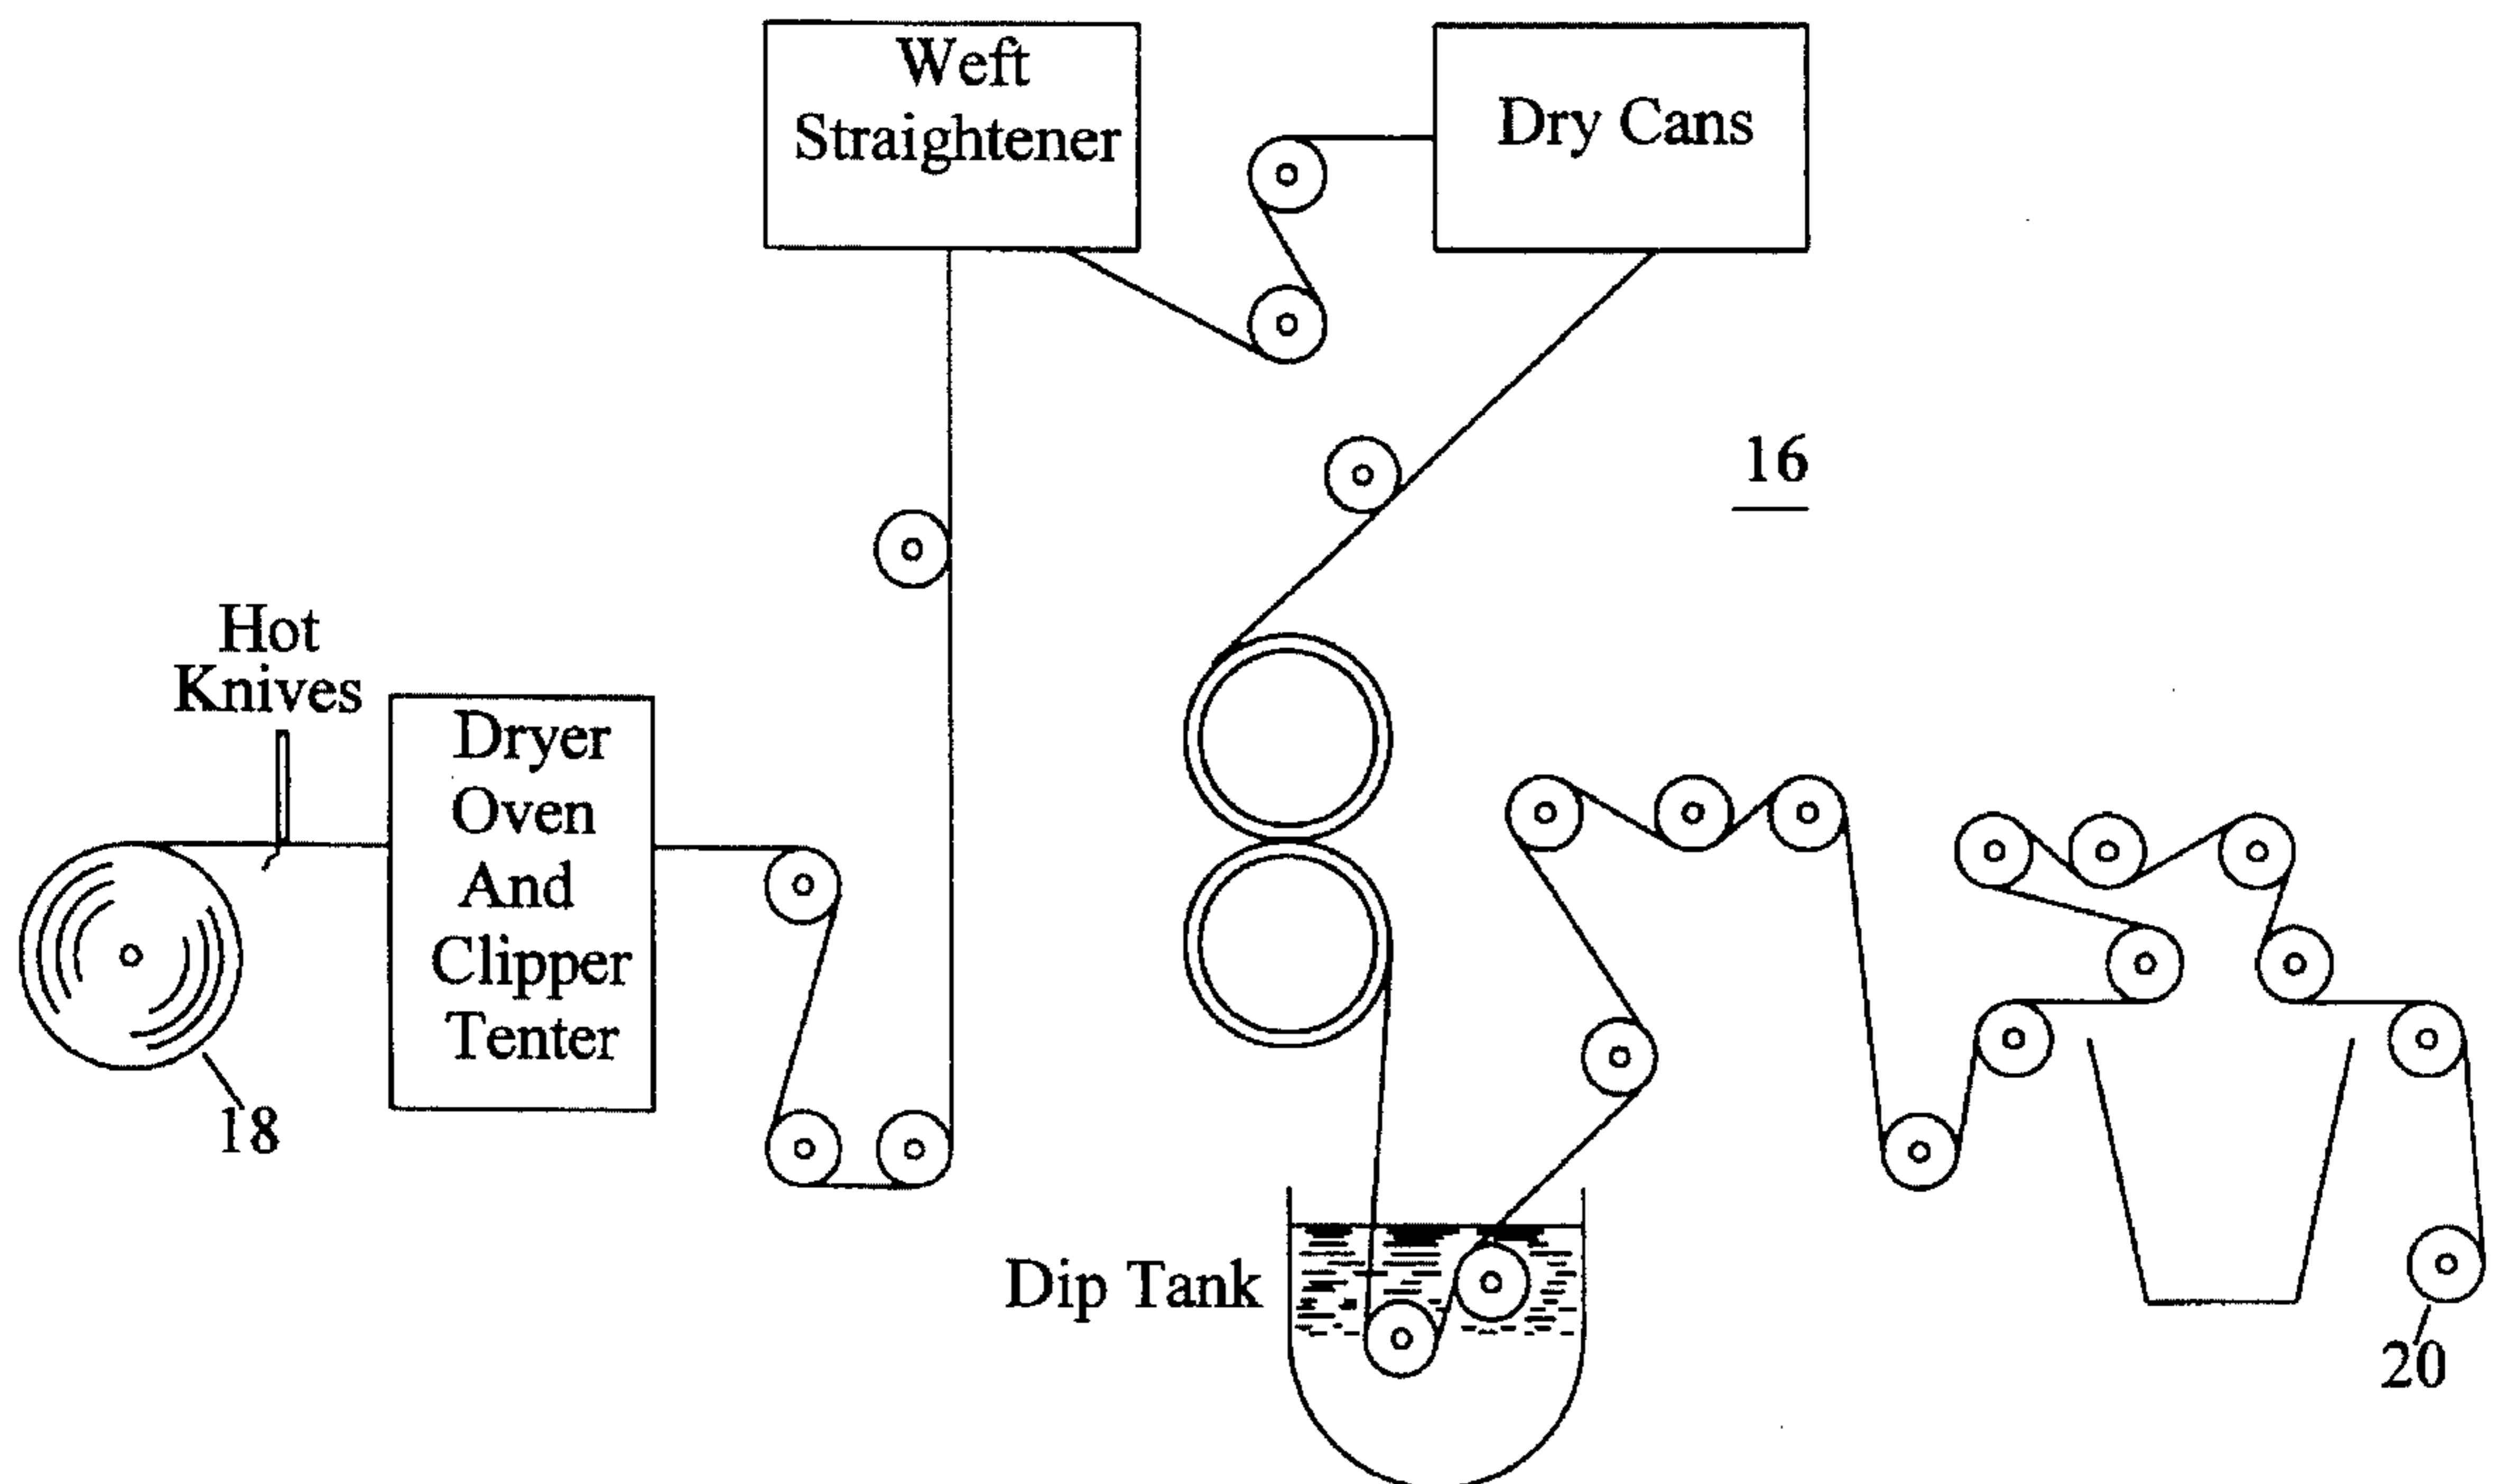 Weft
Straightener
Dry Cans
16
Hot
Knives
Dryer
Oven
And
Clipper
Tenter
18
Dip Tank
20